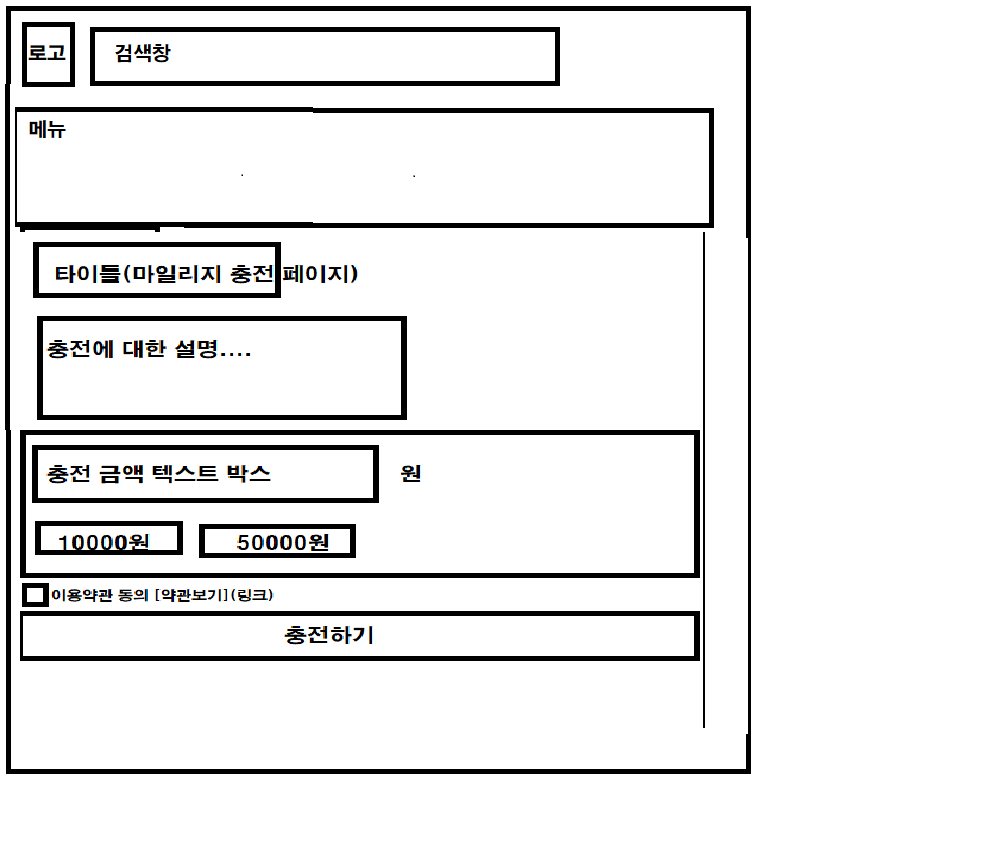 로고
검색창
메뉴
타이틀(마일리지 충전 페이지)
충전에 대한 설명....
충전 금액 텍스트 박스 원
10000원 50000원
이용약관 동의 [약관보기](링크)
충전하기